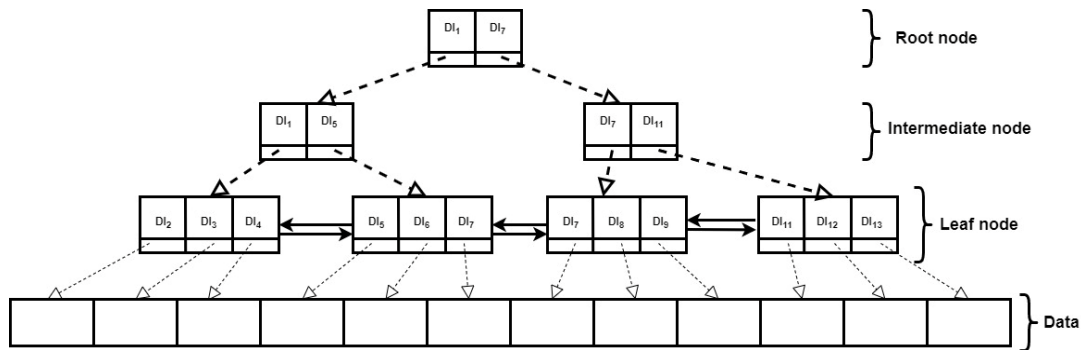 DI₁ DI₇ Root node
DI₁ DI₅ DI₇ DI₁₁ Intermediate node
DI₂ DI₃ DI₄ DI₅ DI₆ DI₇ DI₇ DI₈ DI₉ DI₁₁ DI₁₂ DI₁₃ Leaf node
Data